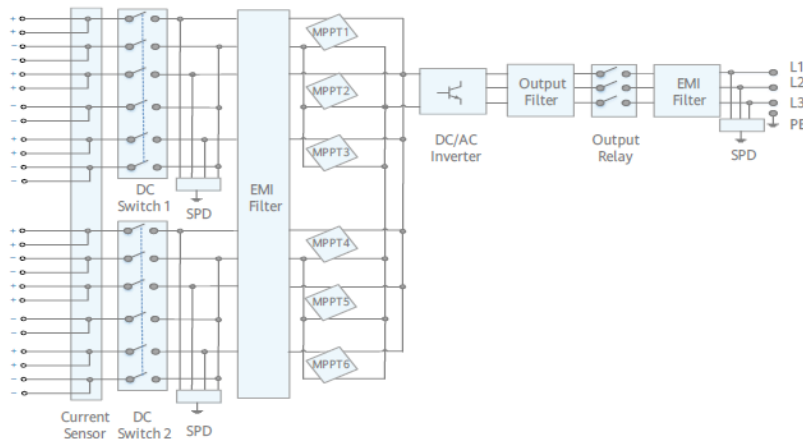 +
+
−
−
+
+
−
−
+
+
−
−
+
+
−
−
+
+
−
−
+
+
−
−
MPPT1
MPPT2
MPPT3
MPPT4
MPPT5
MPPT6
EMI
Filter
DC
Switch 1
SPD
Current
Sensor
DC
Switch 2
SPD
DC/AC
Inverter
Output
Filter
Output
Relay
EMI
Filter
SPD
L1
L2
L3
PE